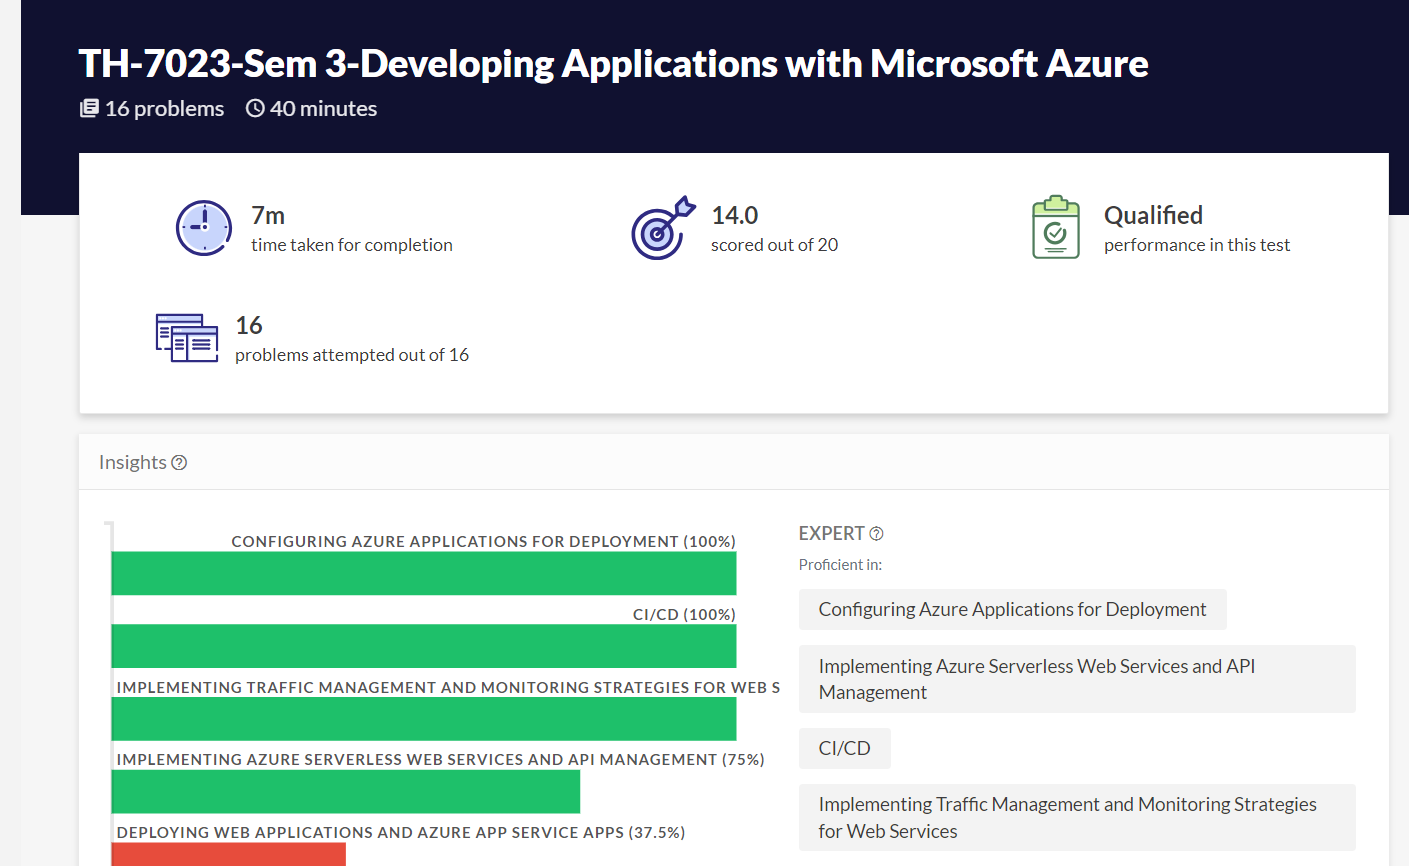 TH-7023-Sem 3-Developing Applications with Microsoft Azure
16 problems 40 minutes
7m
time taken for completion
14.0
scored out of 20
Qualified
performance in this test
16
problems attempted out of 16
Insights
CONFIGURING AZURE APPLICATIONS FOR DEPLOYMENT (100%)
CI/CD (100%)
IMPLEMENTING TRAFFIC MANAGEMENT AND MONITORING STRATEGIES FOR WEB S
IMPLEMENTING AZURE SERVERLESS WEB SERVICES AND API MANAGEMENT (75%)
DEPLOYING WEB APPLICATIONS AND AZURE APP SERVICE APPS (37.5%)
EXPERT
Proficient in:
Configuring Azure Applications for Deployment
Implementing Azure Serverless Web Services and API
Management
CI/CD
Implementing Traffic Management and Monitoring Strategies
for Web Services